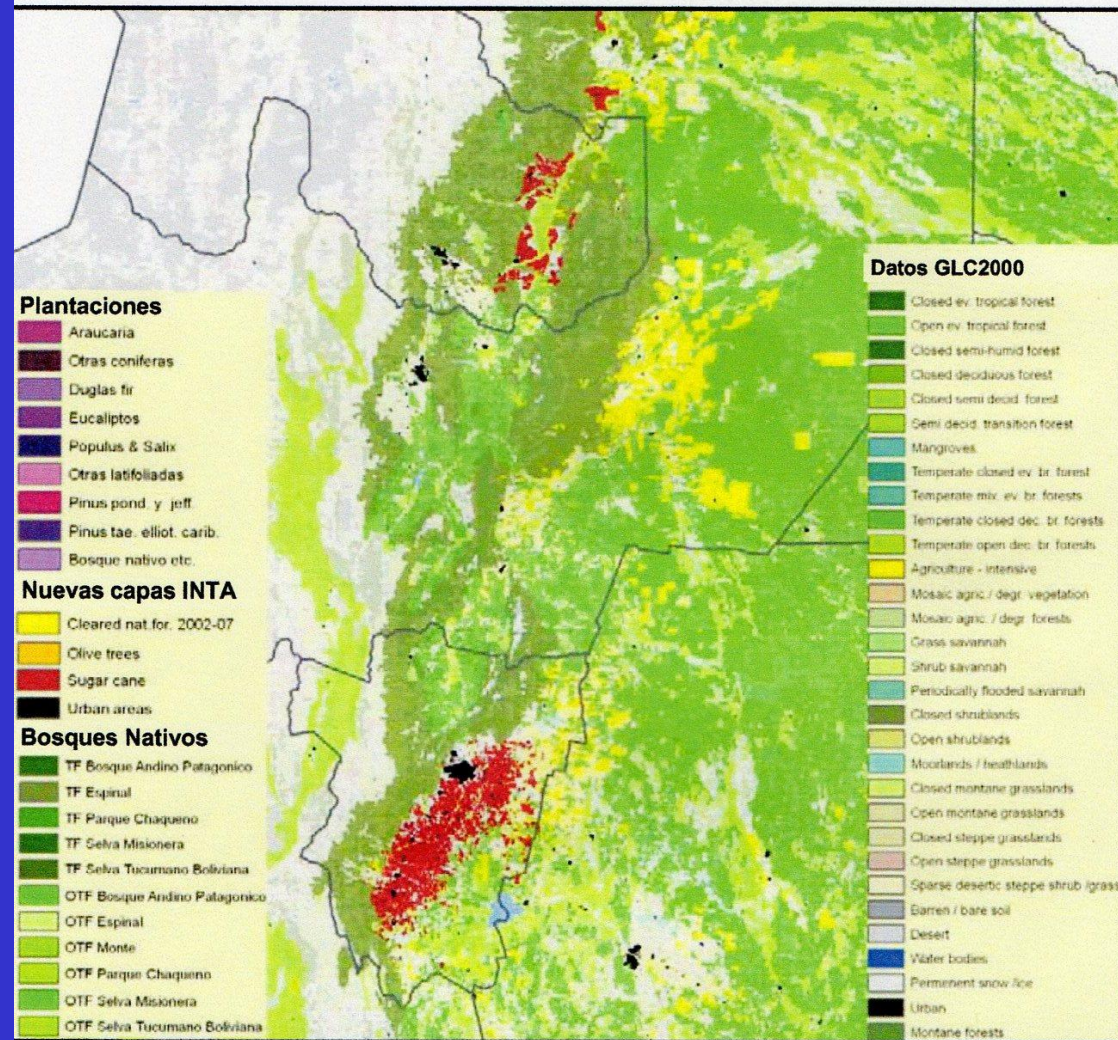 Plantaciones
Araucaria
Otras coniferas
Duglas fir
Eucaliptos
Populus & Salix
Otras latifoliadas
Pinus pond. y jeff.
Pinus tae. elliot. carib.
Bosque nativo etc.
Nuevas capas INTA
Cleared nat.for. 2002-07
Olive trees
Sugar cane
Urban areas
Bosques Nativos
TF Bosque Andino Patagonico
TF Espinal
TF Parque Chaqueno
TF Selva Misionera
TF Selva Tucumano Boliviana
OTF Bosque Andino Patagonico
OTF Espinal
OTF Monte
OTF Parque Chaqueno
OTF Selva Misionera
OTF Selva Tucumano Boliviana
Datos GLC2000
Closed ev. tropical forest
Open ev. tropical forest
Closed semi-humid forest
Closed deciduous forest
Closed semi decid. forest
Semi decid. transition forest
Mangroves
Temperate closed ev. br. forest
Temperate mix. ev. br. forests
Temperate closed dec. br. forests
Temperate open dec. br. forests
Agriculture - intensive
Mosaic agric. / degr. vegetation
Mosaic agric. / degr. forests
Grass savannah
Shrub savannah
Periodically flooded savannah
Closed shrublands
Open shrublands
Moorlands / heathlands
Closed montane grasslands
Open montane grasslands
Closed steppe grasslands
Open steppe grasslands
Sparse desertic steppe shrub /grass
Barren / bare soil
Desert
Water bodies
Permenent snow /ice
Urban
Montane forests